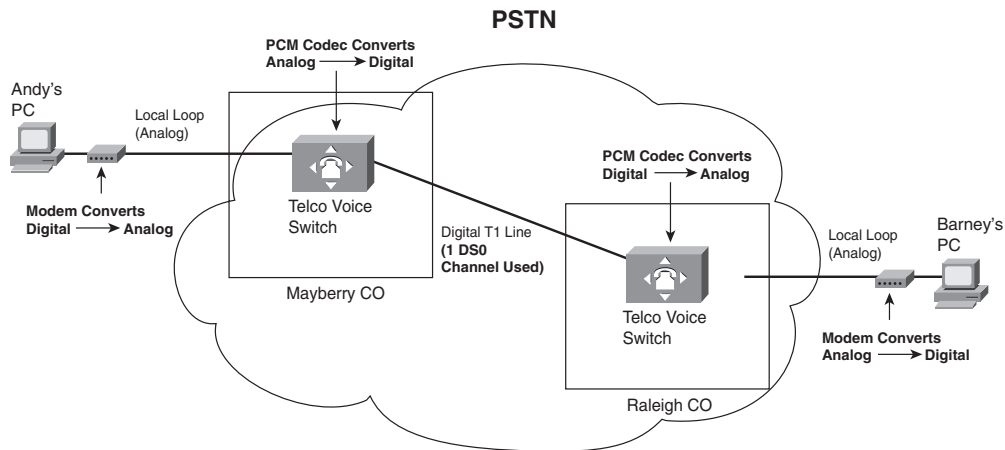 PSTN
PCM Codec Converts
Analog → Digital
Andy's
PC
Local Loop
(Analog)
Modem Converts
Digital → Analog
Telco Voice
Switch
Mayberry CO
Digital T1 Line
(1 DS0
Channel Used)
PCM Codec Converts
Digital → Analog
Telco Voice
Switch
Raleigh CO
Local Loop
(Analog)
Barney's
PC
Modem Converts
Analog → Digital